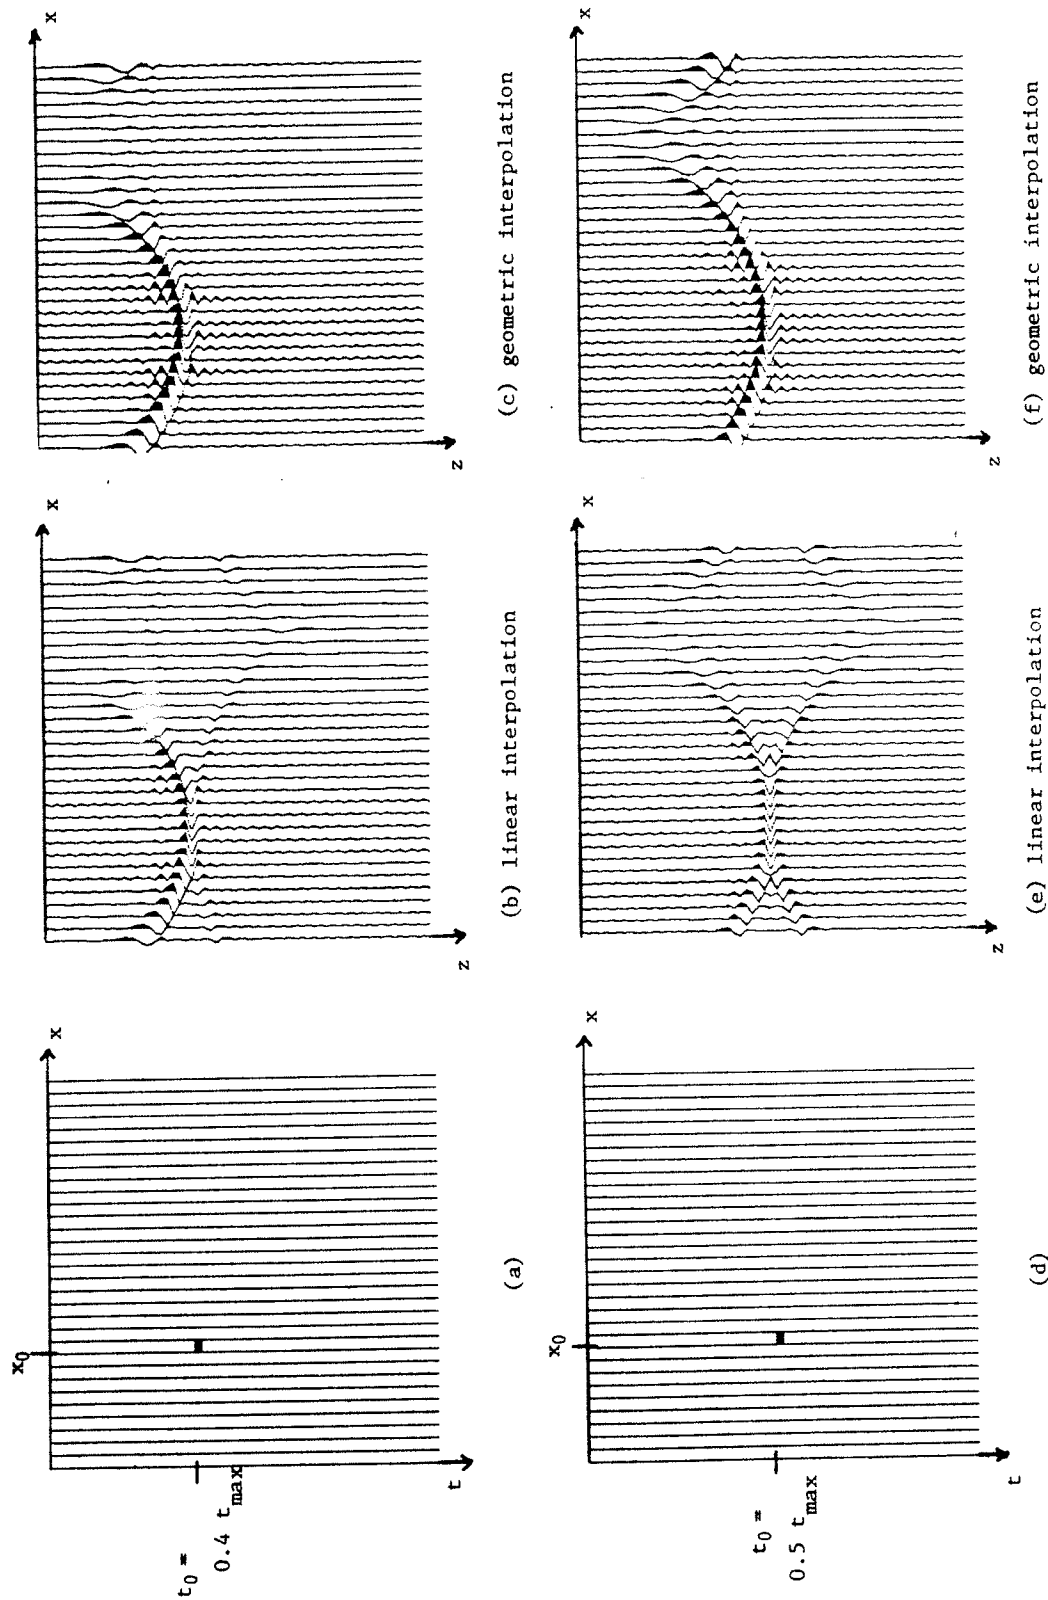 x₀
x
t₀ =
0.4 t_max
t
(a)
x
z
(b) linear interpolation
x
z
(c) geometric interpolation
x₀
x
t₀ =
0.5 t_max
t
(d)
x
z
(e) linear interpolation
x
z
(f) geometric interpolation